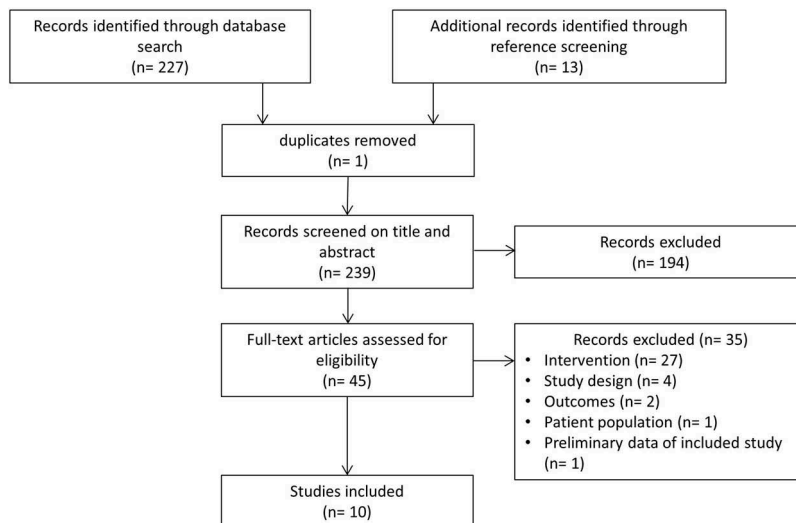 Records identified through database
search
(n= 227)
Additional records identified through
reference screening
(n= 13)
duplicates removed
(n= 1)
Records screened on title and
abstract
(n= 239)
Records excluded
(n= 194)
Full-text articles assessed for
eligibility
(n= 45)
Records excluded (n= 35)
• Intervention (n= 27)
• Study design (n= 4)
• Outcomes (n= 2)
• Patient population (n= 1)
• Preliminary data of included study
(n= 1)
Studies included
(n= 10)